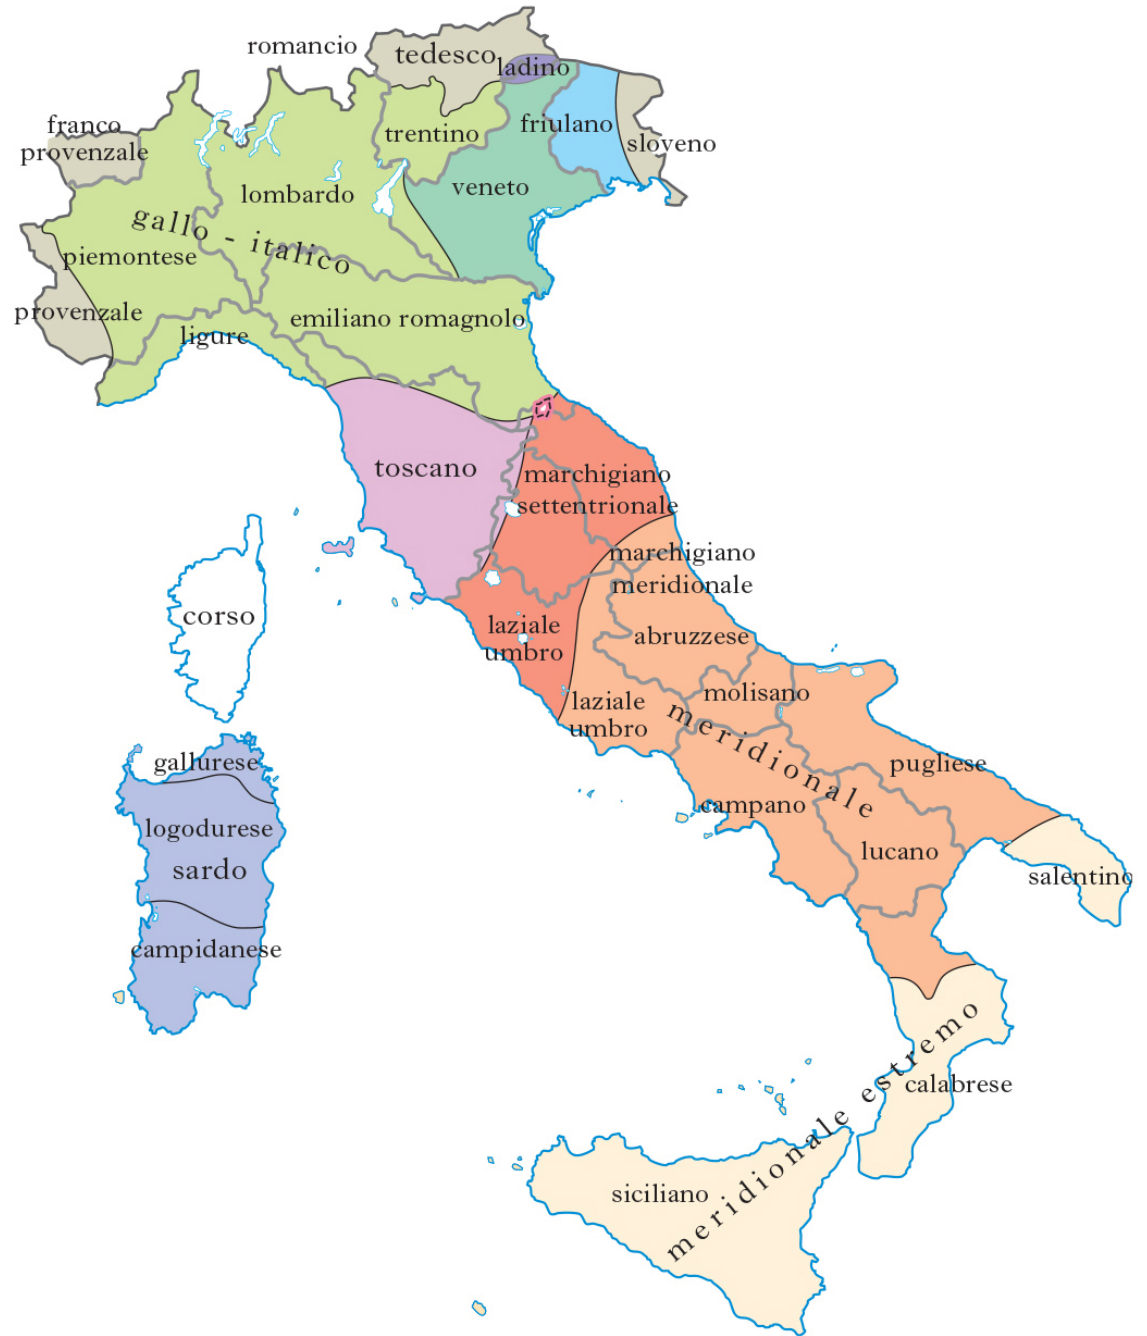 romancio
tedesco
ladino
franco
provenzale
trentino
friulano
sloveno
lombardo
veneto
gallo - italico
piemontese
provenzale
ligure
emiliano romagnolo
toscano
marchigiano
settentrionale
marchigiano
meridionale
corso
laziale
umbro
abruzzese
laziale
umbro
molisano
meridionale
gallurese
pugliese
campano
logodurese
sardo
lucano
salentino
campidanese
meridionale estremo
calabrese
siciliano